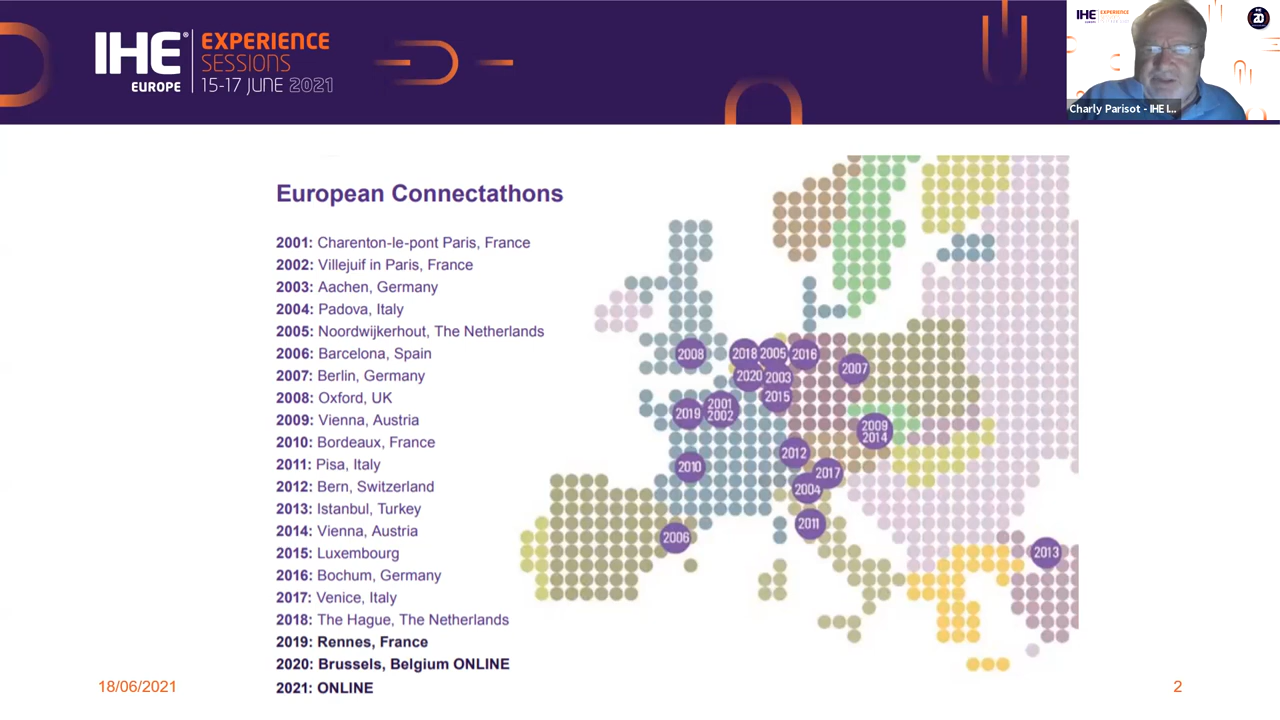 IHE® EXPERIENCE
SESSIONS
EUROPE 15-17 JUNE 2021
IHE EXPERIENCE
20
Charly Parisot - IHE I...
European Connectathons
2001: Charenton-le-pont Paris, France
2002: Villejuif in Paris, France
2003: Aachen, Germany
2004: Padova, Italy
2005: Noordwijkerhout, The Netherlands
2006: Barcelona, Spain
2007: Berlin, Germany
2008: Oxford, UK
2009: Vienna, Austria
2010: Bordeaux, France
2011: Pisa, Italy
2012: Bern, Switzerland
2013: Istanbul, Turkey
2014: Vienna, Austria
2015: Luxembourg
2016: Bochum, Germany
2017: Venice, Italy
2018: The Hague, The Netherlands
2019: Rennes, France
2020: Brussels, Belgium ONLINE
2021: ONLINE
2008
2018
2005
2016
2020
2003
2007
2015
2019
2001
2002
2009
2014
2012
2010
2017
2004
2011
2006
2013
18/06/2021
2